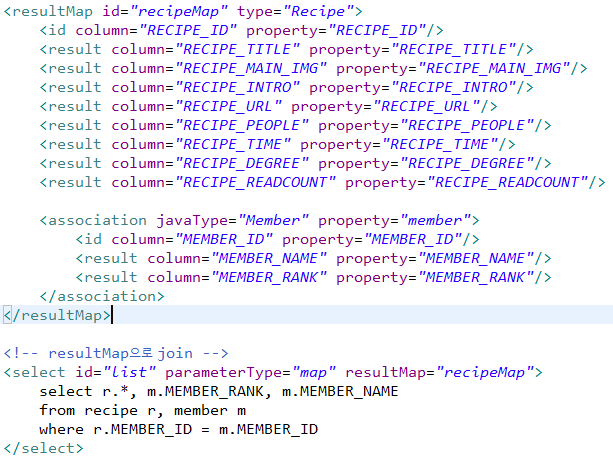 <resultMap id="recipeMap" type="Recipe">
    <id column="RECIPE_ID" property="RECIPE_ID"/>
    <result column="RECIPE_TITLE" property="RECIPE_TITLE"/>
    <result column="RECIPE_MAIN_IMG" property="RECIPE_MAIN_IMG"/>
    <result column="RECIPE_INTRO" property="RECIPE_INTRO"/>
    <result column="RECIPE_URL" property="RECIPE_URL"/>
    <result column="RECIPE_PEOPLE" property="RECIPE_PEOPLE"/>
    <result column="RECIPE_TIME" property="RECIPE_TIME"/>
    <result column="RECIPE_DEGREE" property="RECIPE_DEGREE"/>
    <result column="RECIPE_READCOUNT" property="RECIPE_READCOUNT"/>

    <association javaType="Member" property="member">
        <id column="MEMBER_ID" property="MEMBER_ID"/>
        <result column="MEMBER_NAME" property="MEMBER_NAME"/>
        <result column="MEMBER_RANK" property="MEMBER_RANK"/>
    </association>
</resultMap>

<!-- resultMap으로 join -->
<select id="list" parameterType="map" resultMap="recipeMap">
    select r.*, m.MEMBER_RANK, m.MEMBER_NAME
    from recipe r, member m
    where r.MEMBER_ID = m.MEMBER_ID
</select>